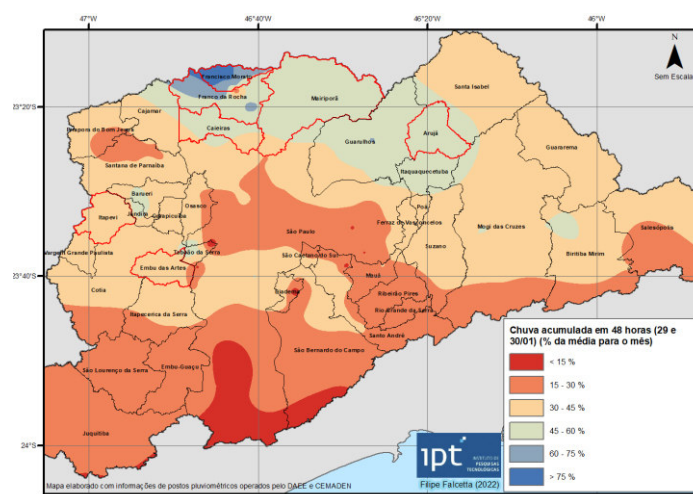 47° W
46°40' W
46°20' W
46° W
N
Sem Escala
23°20'S
23°40'S
24°S
Francisco Morato
Franco da Rocha
Mairiporã
Santa Isabel
Cajamar
Caieiras
Pirapora do Bom Jesus
Guarulhos
Arujá
Santana de Parnaíba
Itaquaquecetuba
Guararema
Barueri
Osasco
Jandira
Carapicuíba
Poá
Itapevi
São Paulo
Ferraz de Vasconcelos
Mogi das Cruzes
Salesópolis
Suzano
Biritiba Mirim
Vargem Grande Paulista
Taboão da Serra
São Caetano do Sul
Embu das Artes
Mauá
Cotia
Diadema
Ribeirão Pires
Itapecerica da Serra
Rio Grande da Serra
Santo André
São Bernardo do Campo
São Lourenço da Serra
Embu-Guaçu
Juquitiba
Chuva acumulada em 48 horas (29 e
30/01) (% da média para o mês)
< 15 %
15 - 30 %
30 - 45 %
45 - 60 %
60 - 75 %
> 75 %
ipt
INSTITUTO DE
PESQUISAS
TECNOLÓGICAS
Mapa elaborado com informações de postos pluviométricos operados pelo DAEE e CEMADEN
Filipe Falcetta (2022)